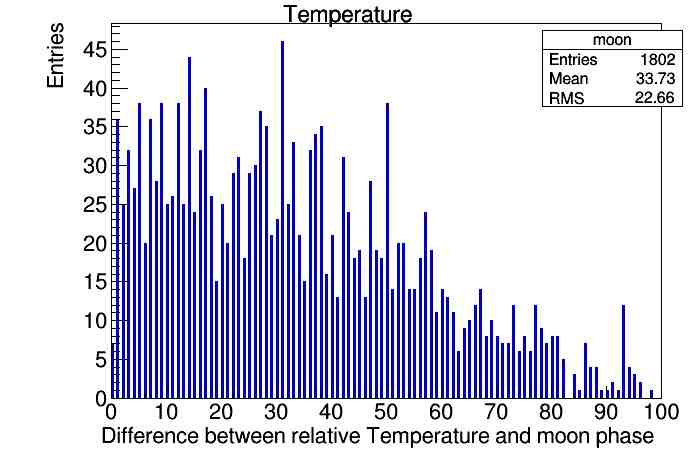 Temperature
Entries
moon
Entries 1802
Mean 33.73
RMS 22.66
45
40
35
30
25
20
15
10
5
0
0 10 20 30 40 50 60 70 80 90 100
Difference between relative Temperature and moon phase